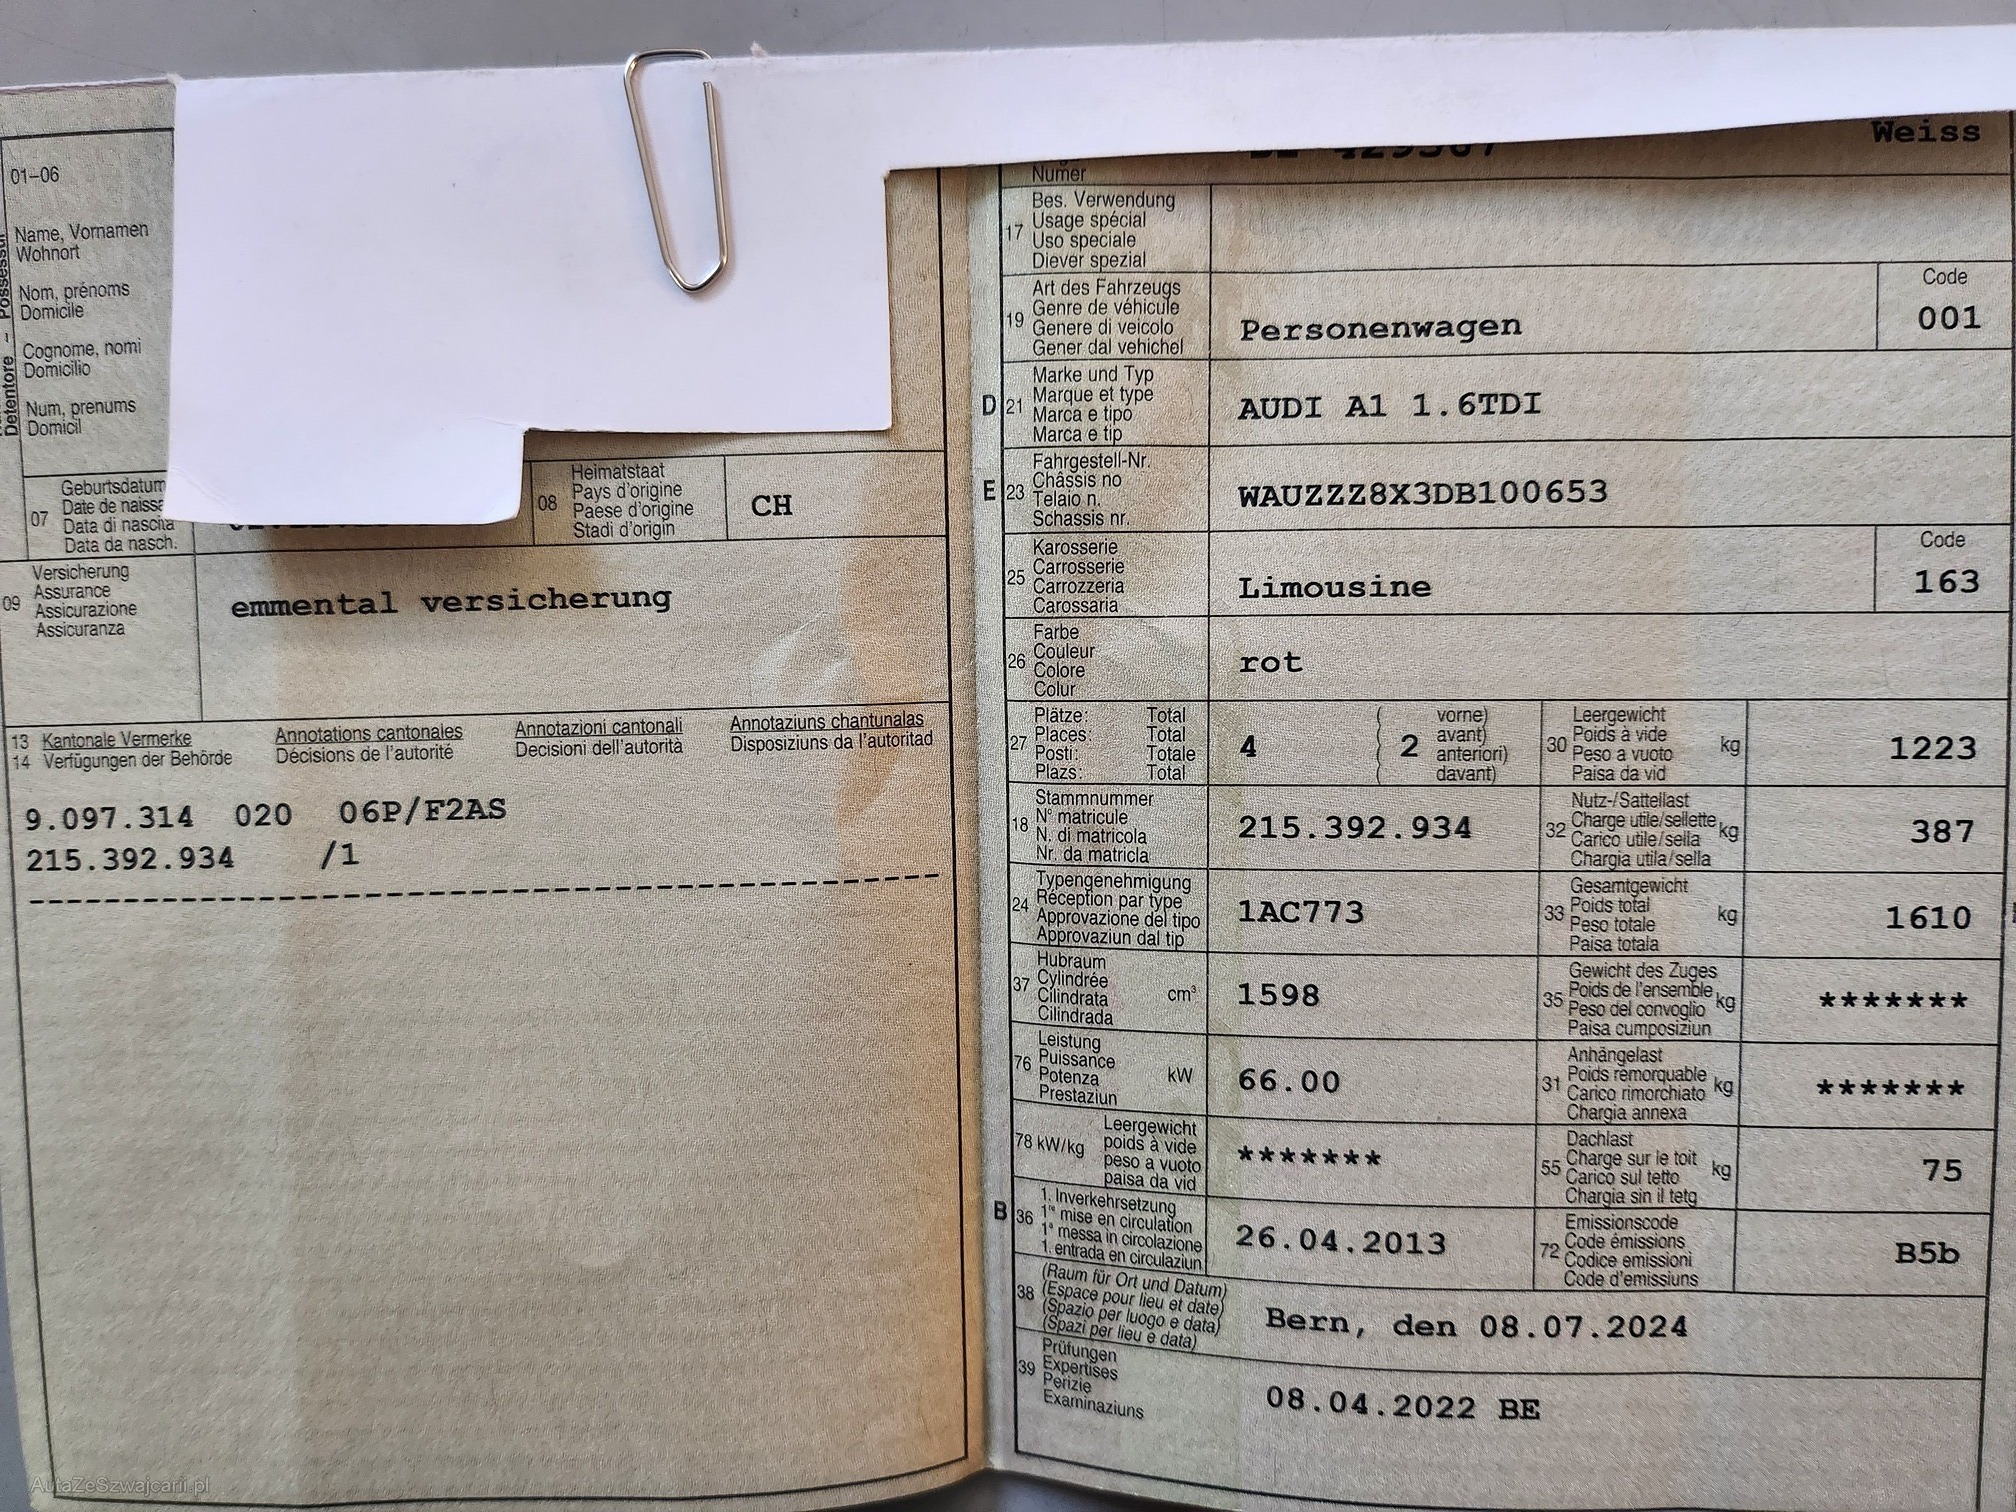 01–06
Name, Vornamen
Wohnort
Nom, prénoms
Domicile
Cognome, nomi
Domicilio
Num, prenums
Domicil
Detentore – Possessur
07
Geburtsdatum
Date de naissa
Data di nascita
Data da nasch.
08
Heimatstaat
Pays d'origine
Paese d'origine
Stadi d'origin
CH
09
Versicherung
Assurance
Assicurazione
Assicuranza
emmental versicherung
13 Kantonale Vermerke Annotations cantonales Annotazioni cantonali Annotaziuns chantunalas
14 Verfügungen der Behörde Décisions de l'autorité Decisioni dell'autorità Disposiziuns da l'autoritad
9.097.314 020 06P/F2AS
215.392.934 /1
Weiss
Numer
17
Bes. Verwendung
Usage spécial
Uso speciale
Diever spezial
19
Art des Fahrzeugs
Genre de véhicule
Genere di veicolo
Gener dal vehichel
Personenwagen
Code
001
D 21
Marke und Typ
Marque et type
Marca e tipo
Marca e tip
AUDI A1 1.6TDI
E 23
Fahrgestell-Nr.
Châssis no
Telaio n.
Schassis nr.
WAUZZZ8X3DB100653
25
Karosserie
Carrosserie
Carrozzeria
Carossaria
Limousine
Code
163
26
Farbe
Couleur
Colore
Colur
rot
27
Plätze: Total
Places: Total
Posti: Totale
Plazs: Total
4
2
vorne)
avant)
anteriori)
davant)
30
Leergewicht
Poids à vide
Peso a vuoto
Paisa da vid
kg
1223
18
Stammnummer
N° matricule
N. di matricola
Nr. da matricla
215.392.934
32
Nutz-/Sattellast
Charge utile/sellette
Carico utile/sella
Chargia utila/sella
kg
387
24
Typengenehmigung
Réception par type
Approvazione del tipo
Approvaziun dal tip
1AC773
33
Gesamtgewicht
Poids total
Peso totale
Paisa totala
kg
1610
37
Hubraum
Cylindrée
Cilindrata
Cilindrada
cm³
1598
35
Gewicht des Zuges
Poids de l'ensemble
Peso del convoglio
Paisa cumposiziun
kg
*******
76
Leistung
Puissance
Potenza
Prestaziun
kW
66.00
31
Anhängelast
Poids remorquable
Carico rimorchiato
Chargia annexa
kg
*******
78 kW/kg
Leergewicht
poids à vide
peso a vuoto
paisa da vid
*******
55
Dachlast
Charge sur le toit
Carico sul tetto
Chargia sin il tetg
kg
75
B 36
1. Inverkehrsetzung
1re mise en circulation
1a messa in circolazione
1. entrada en circulaziun
26.04.2013
72
Emissionscode
Code émissions
Codice emissioni
Code d'emissiuns
B5b
38
(Raum für Ort und Datum)
(Espace pour lieu et date)
(Spazio per luogo e data)
(Spazi per lieu e data)
Bern, den 08.07.2024
39
Prüfungen
Expertises
Perizie
Examinaziuns
08.04.2022 BE
AutaZeSzwajcarii.pl